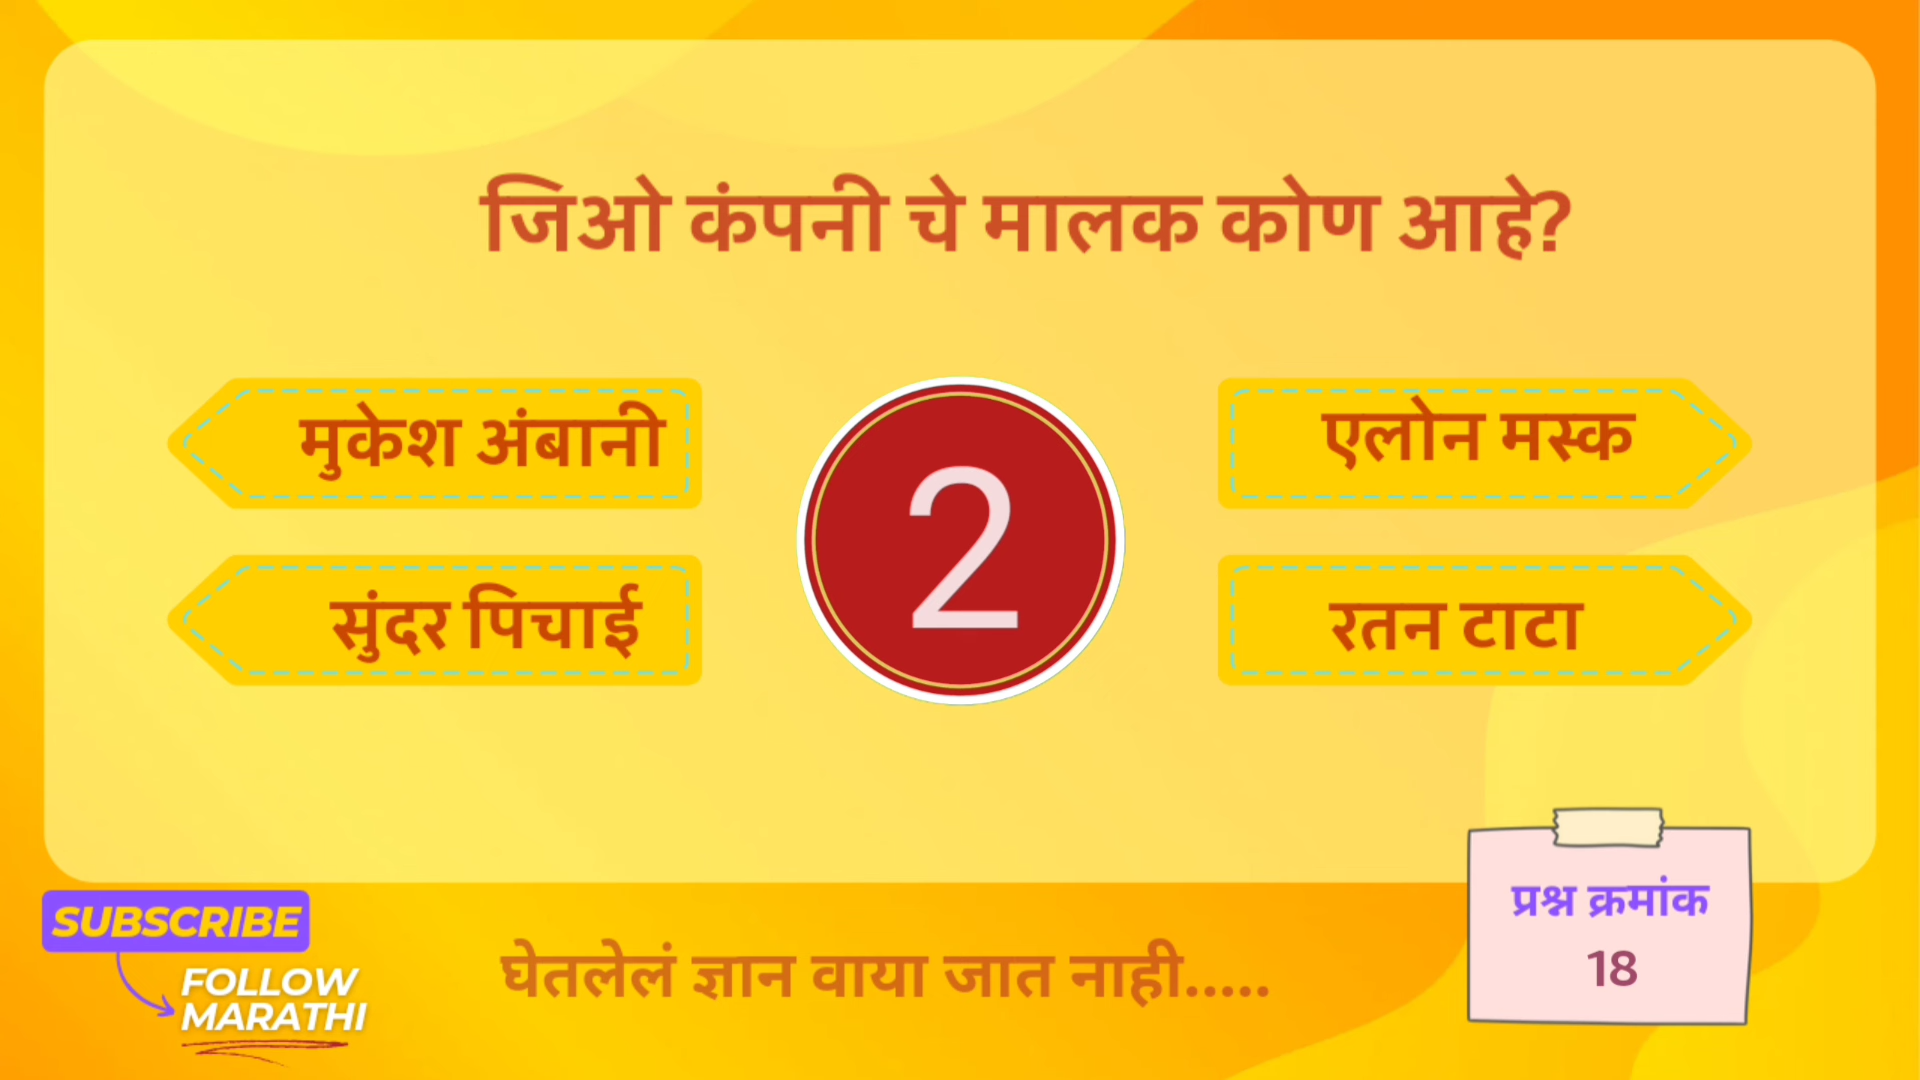 जिओ कंपनी चे मालक कोण आहे?
मुकेश अंबानी
एलोन मस्क
2
सुंदर पिचाई
रतन टाटा
प्रश्न क्रमांक
18
SUBSCRIBE
FOLLOW
MARATHI
घेतलेलं ज्ञान वाया जात नाही.....